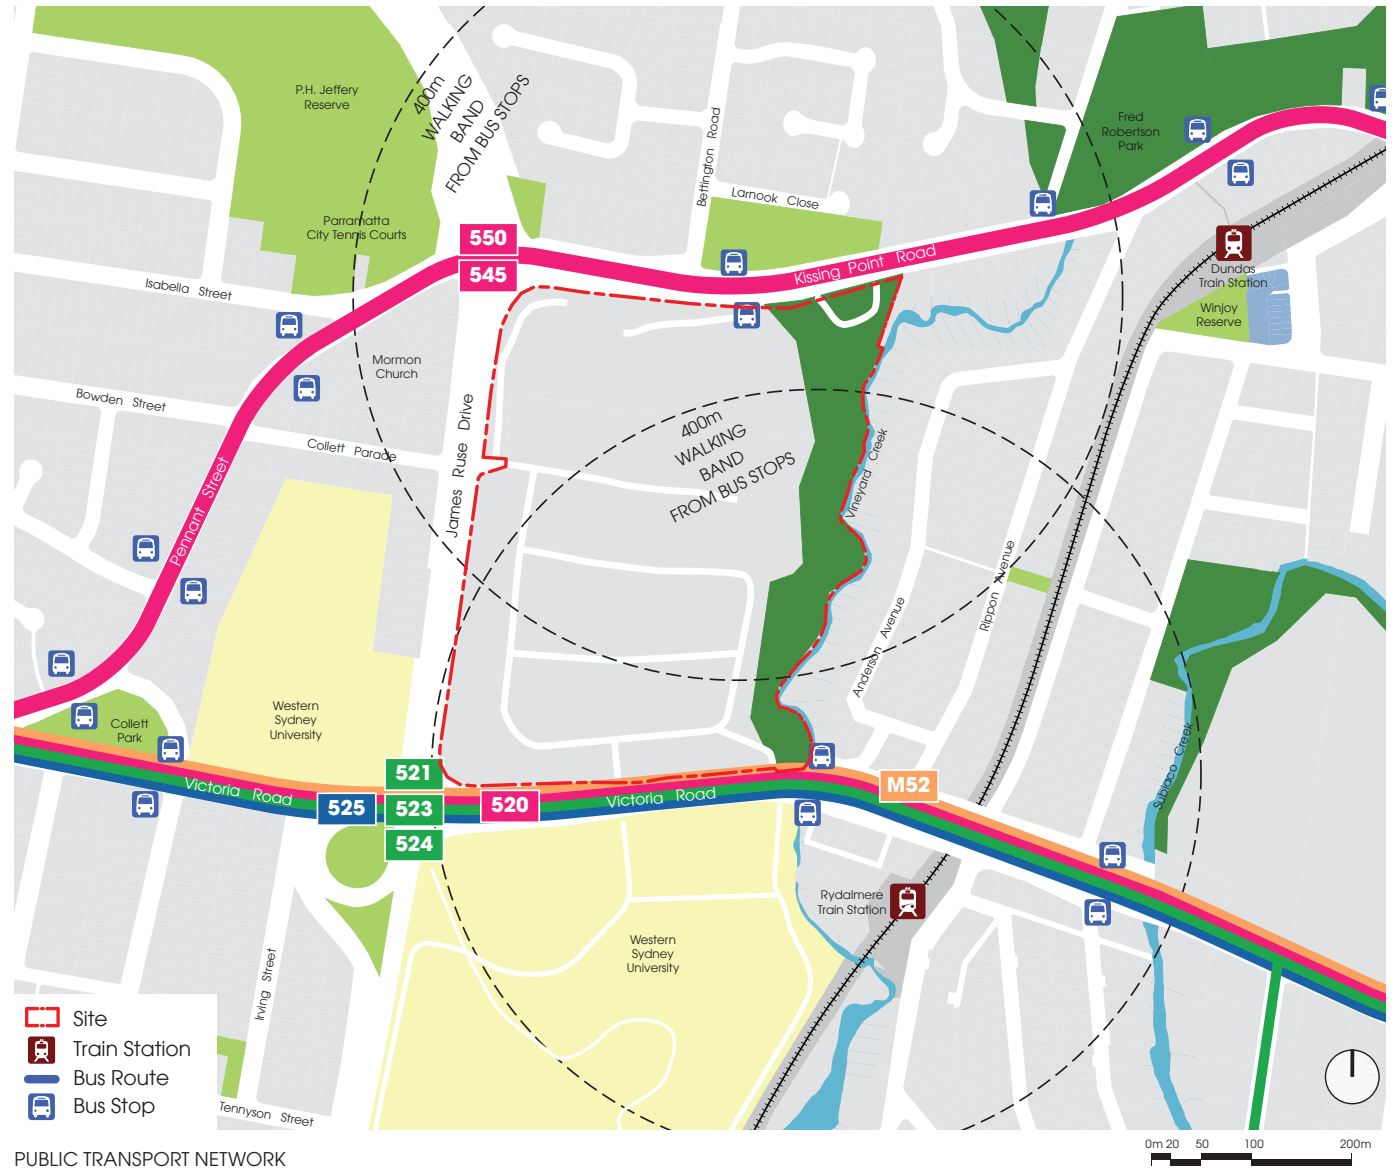 P.H. Jeffery
Reserve
400m
WALKING
BAND
FROM BUS STOPS
Bettington Road
Larnook Close
Fred
Robertson
Park
Parramatta
City Tennis Courts
550
545
Kissing Point Road
Dundas
Train Station
Winjoy
Reserve
Isabella Street
Mormon
Church
Bowden Street
Collett Parade
James Ruse Drive
400m
WALKING
BAND
FROM BUS STOPS
Vineyard Creek
Pennant Street
Rippon Avenue
Anderson Avenue
Western
Sydney
University
Collett
Park
Subiaco Creek
Victoria Road
521
525
523
520
524
Victoria Road
M52
Rydalmere
Train Station
Western
Sydney
University
Irving Street
Site
Train Station
Bus Route
Bus Stop
Tennyson Street
PUBLIC TRANSPORT NETWORK
0m 20 50 100 200m